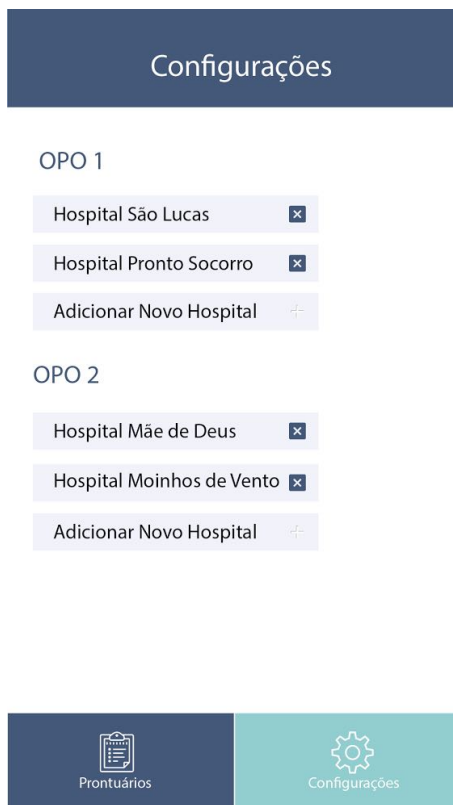 Configurações
OPO 1
Hospital São Lucas
Hospital Pronto Socorro
Adicionar Novo Hospital
OPO 2
Hospital Mãe de Deus
Hospital Moinhos de Vento
Adicionar Novo Hospital
Prontuários
Configurações